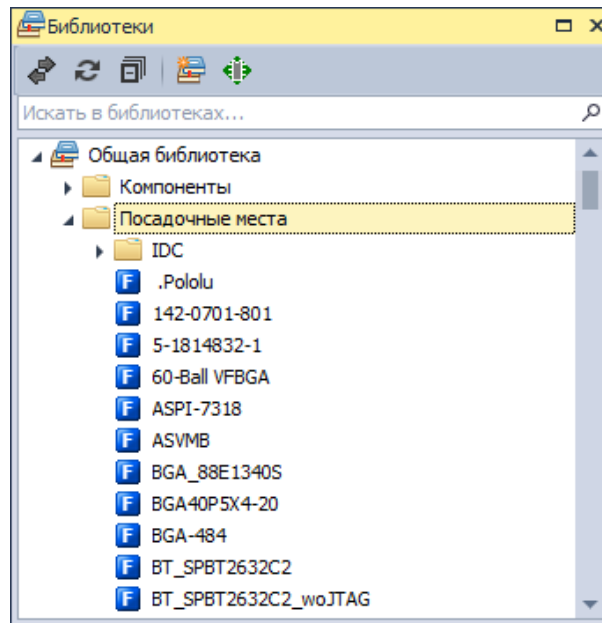 Библиотеки
Искать в библиотеках...
Общая библиотека
Компоненты
Посадочные места
IDC
.Pololu
142-0701-801
5-1814832-1
60-Ball VFBGA
ASPI-7318
ASVMB
BGA_88E1340S
BGA40P5X4-20
BGA-484
BT_SPBT2632C2
BT_SPBT2632C2_woJTAG